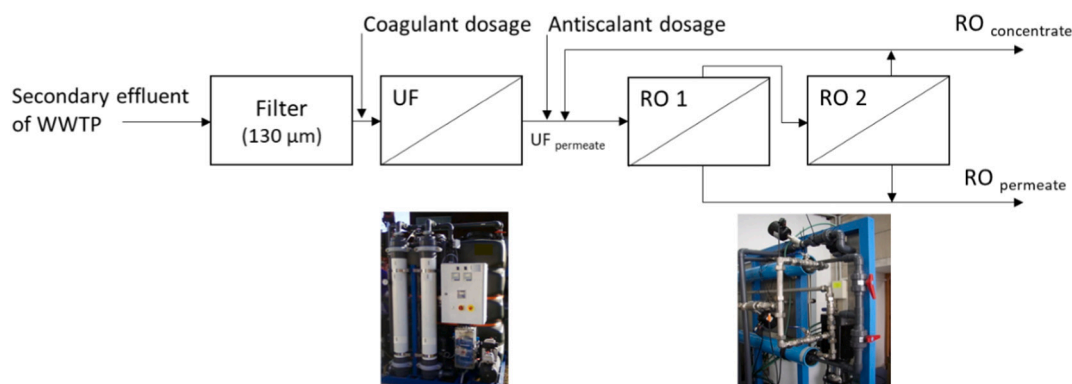 Coagulant dosage
Antiscalant dosage
RO concentrate
Secondary effluent
of WWTP
Filter
(130 µm)
UF
UF permeate
RO 1
RO 2
RO permeate